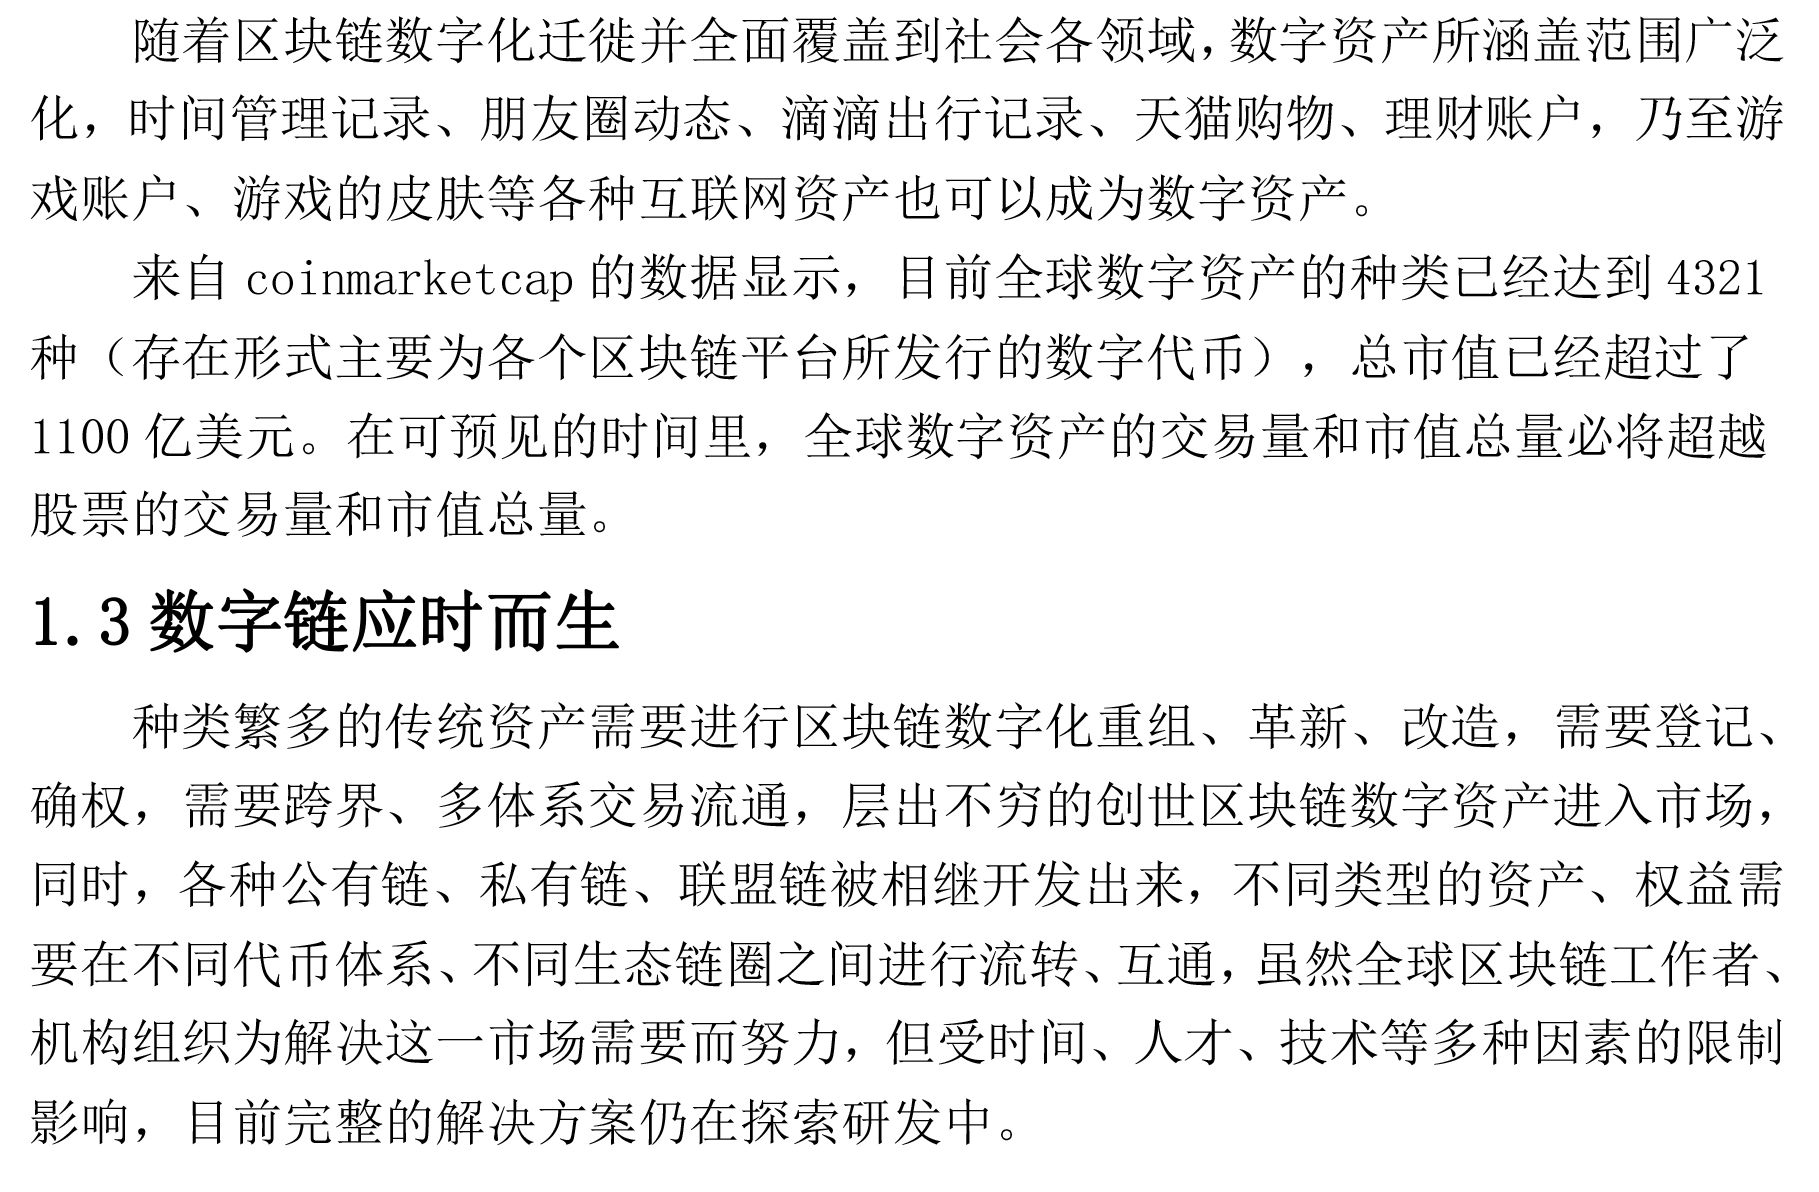 随着区块链数字化迁徙并全面覆盖到社会各领域，数字资产所涵盖范围广泛
化，时间管理记录、朋友圈动态、滴滴出行记录、天猫购物、理财账户，乃至游
戏账户、游戏的皮肤等各种互联网资产也可以成为数字资产。
来自 coinmarketcap 的数据显示，目前全球数字资产的种类已经达到 4321
种（存在形式主要为各个区块链平台所发行的数字代币），总市值已经超过了
1100 亿美元。在可预见的时间里，全球数字资产的交易量和市值总量必将超越
股票的交易量和市值总量。
1.3 数字链应时而生
种类繁多的传统资产需要进行区块链数字化重组、革新、改造，需要登记、
确权，需要跨界、多体系交易流通，层出不穷的创世区块链数字资产进入市场，
同时，各种公有链、私有链、联盟链被相继开发出来，不同类型的资产、权益需
要在不同代币体系、不同生态链圈之间进行流转、互通，虽然全球区块链工作者、
机构组织为解决这一市场需要而努力，但受时间、人才、技术等多种因素的限制
影响，目前完整的解决方案仍在探索研发中。